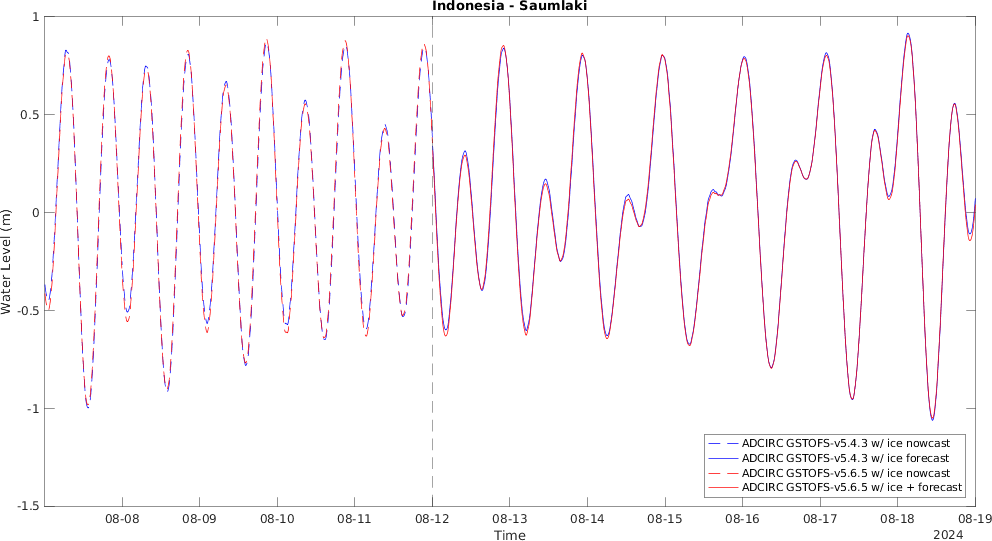 Indonesia - Saumlaki
Water Level (m)
1
0.5
0
-0.5
-1
-1.5
ADCIRC GSTOFS-v5.4.3 w/ ice nowcast
ADCIRC GSTOFS-v5.4.3 w/ ice forecast
ADCIRC GSTOFS-v5.6.5 w/ ice nowcast
ADCIRC GSTOFS-v5.6.5 w/ ice + forecast
08-08 08-09 08-10 08-11 08-12 08-13 08-14 08-15 08-16 08-17 08-18 08-19
Time
2024